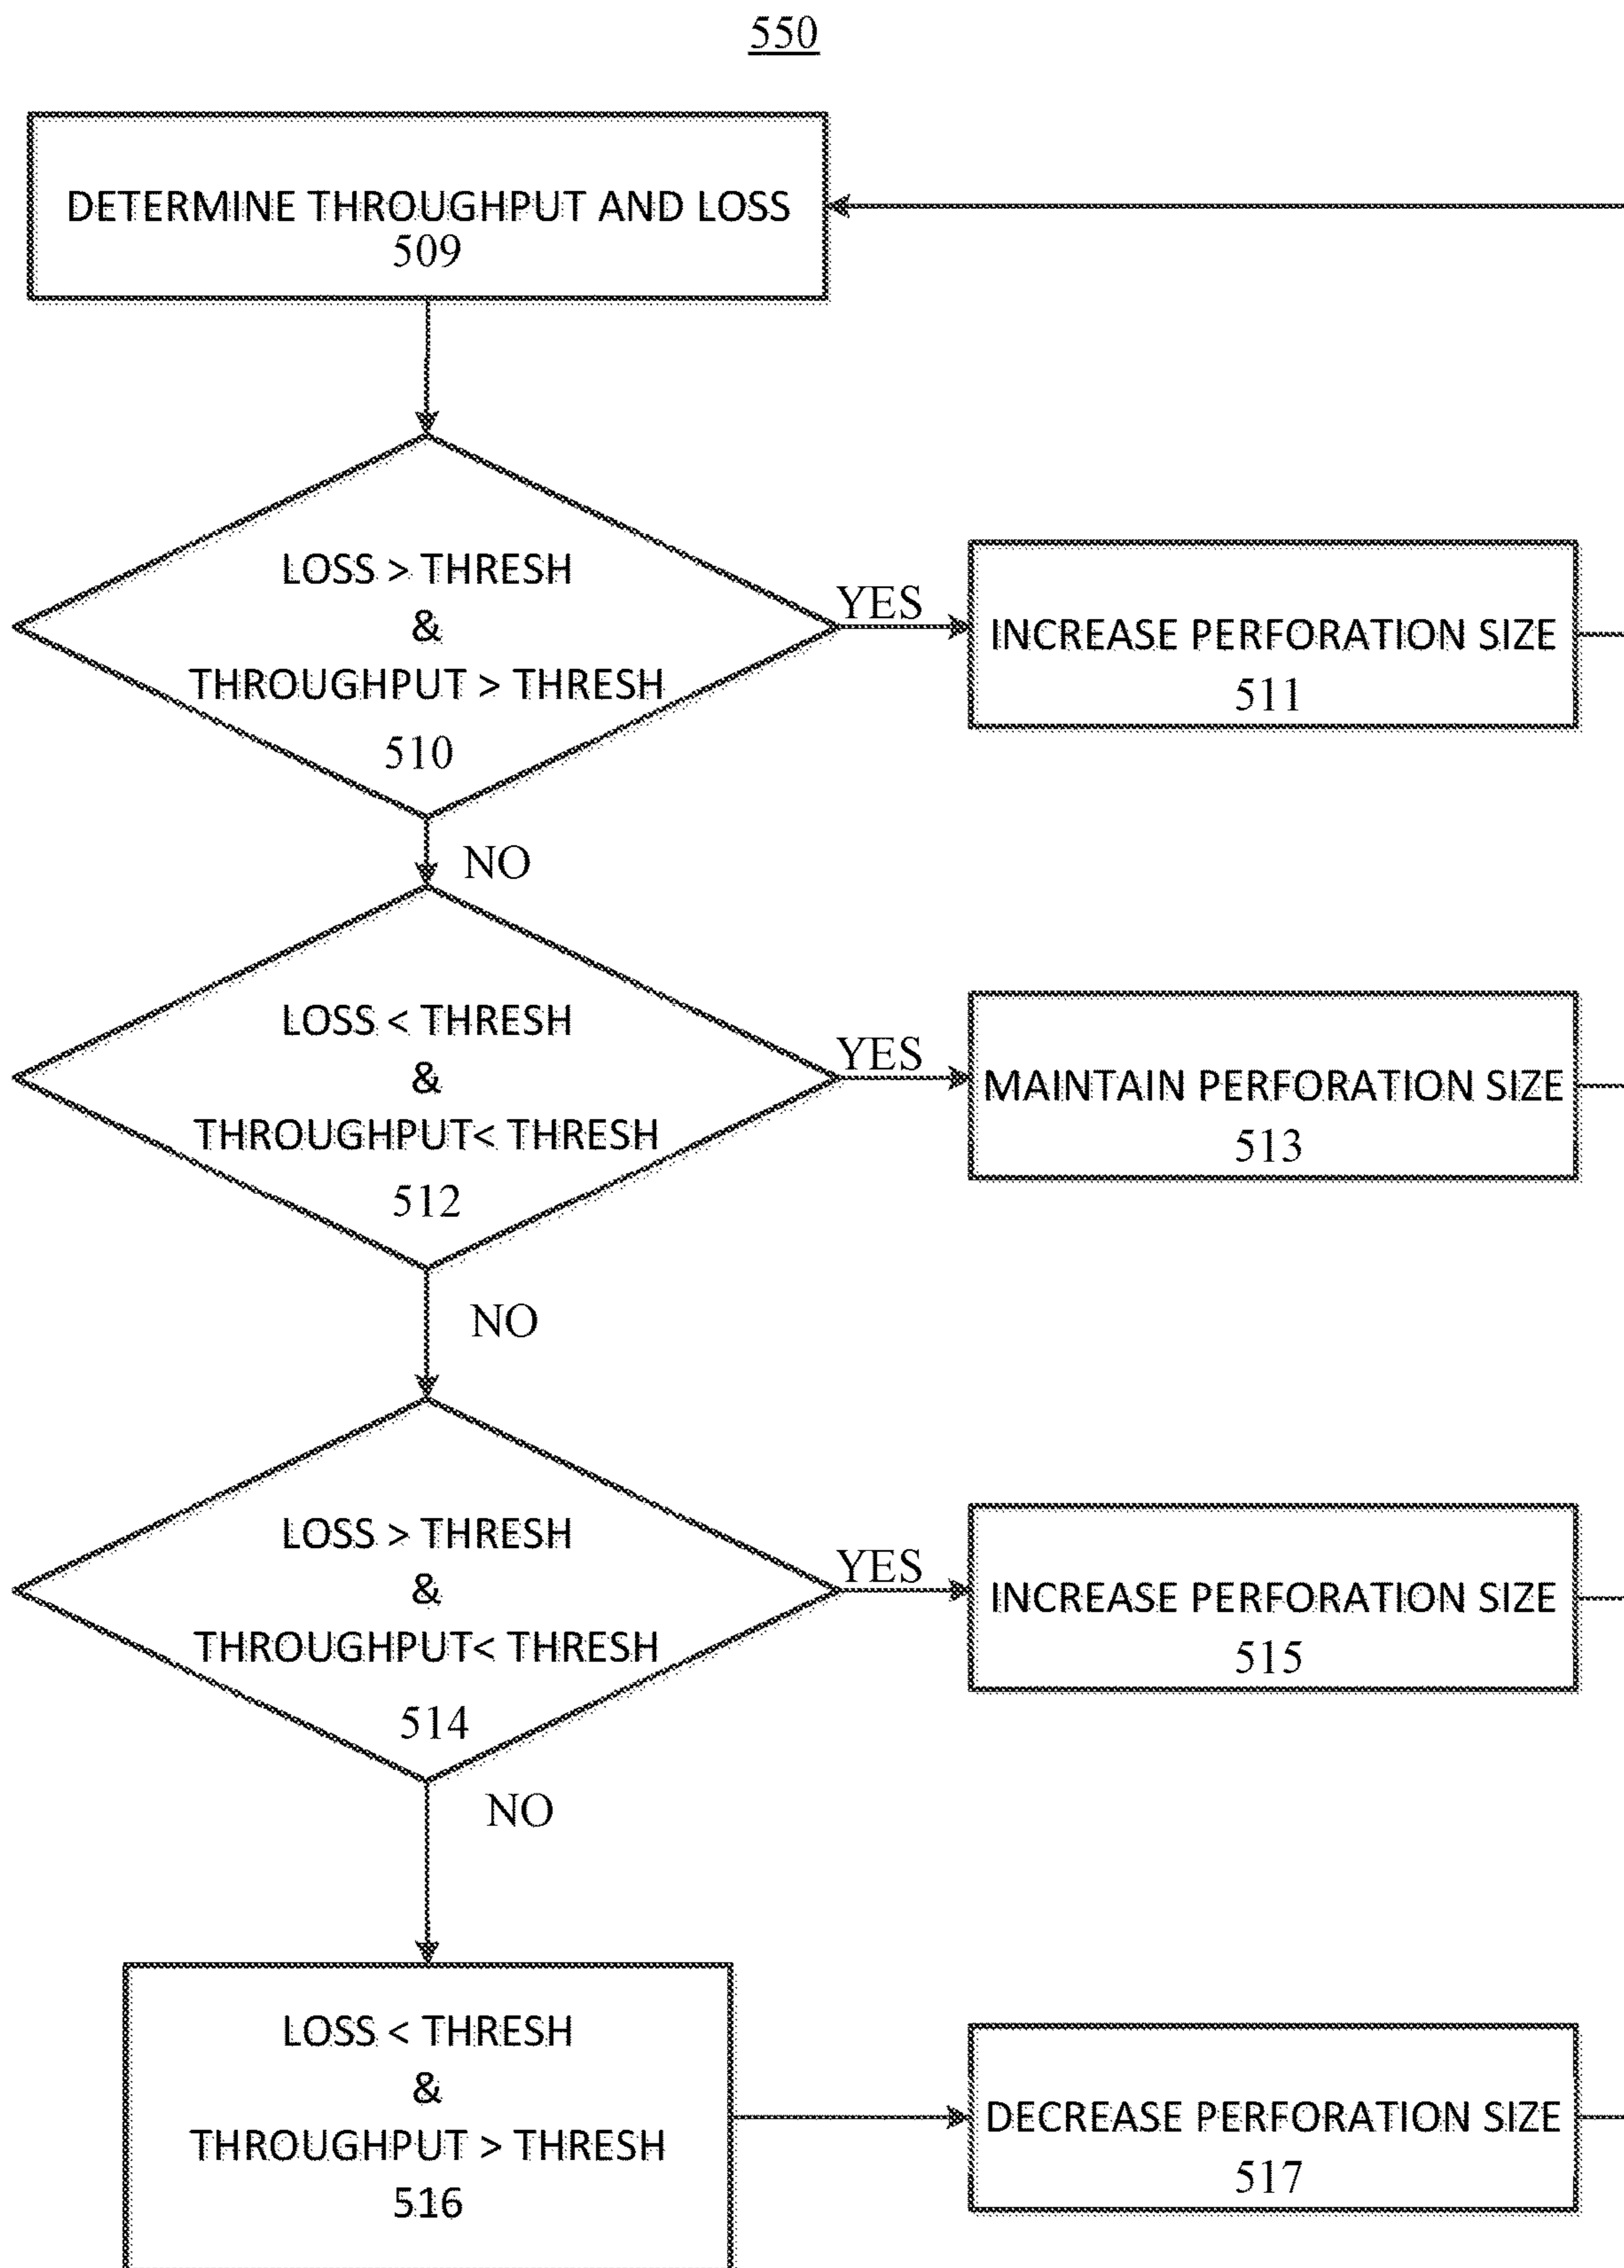 550
DETERMINE THROUGHPUT AND LOSS
509
LOSS > THRESH
&
THROUGHPUT > THRESH
510
YES
INCREASE PERFORATION SIZE
511
NO
LOSS < THRESH
&
THROUGHPUT< THRESH
512
YES
MAINTAIN PERFORATION SIZE
513
NO
LOSS > THRESH
&
THROUGHPUT< THRESH
514
YES
INCREASE PERFORATION SIZE
515
NO
LOSS < THRESH
&
THROUGHPUT > THRESH
516
DECREASE PERFORATION SIZE
517